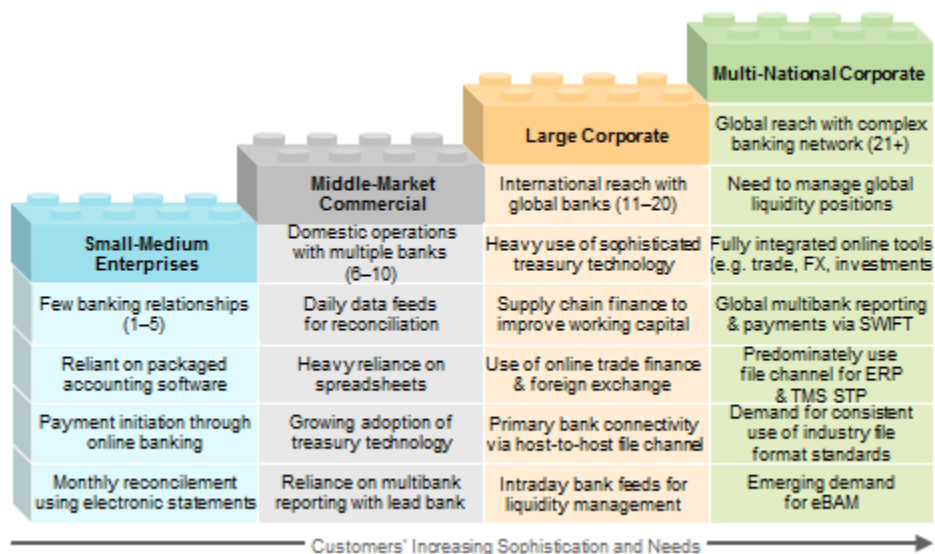 Small-Medium
Enterprises
Few banking relationships
(1–5)
Reliant on packaged
accounting software
Payment initiation through
online banking
Monthly reconcilement
using electronic statements
Middle-Market
Commercial
Domestic operations
with multiple banks
(6–10)
Daily data feeds
for reconciliation
Heavy reliance on
spreadsheets
Growing adoption of
treasury technology
Reliance on multibank
reporting with lead bank
Large Corporate
International reach with
global banks (11–20)
Heavy use of sophisticated
treasury technology
Supply chain finance to
improve working capital
Use of online trade finance
& foreign exchange
Primary bank connectivity
via host-to-host file channel
Intraday bank feeds for
liquidity management
Multi-National Corporate
Global reach with complex
banking network (21+)
Need to manage global
liquidity positions
Fully integrated online tools
(e.g. trade, FX, investments
Global multibank reporting
& payments via SWIFT
Predominately use
file channel for ERP
& TMS STP
Demand for consistent
use of industry file
format standards
Emerging demand
for eBAM
Customers' Increasing Sophistication and Needs